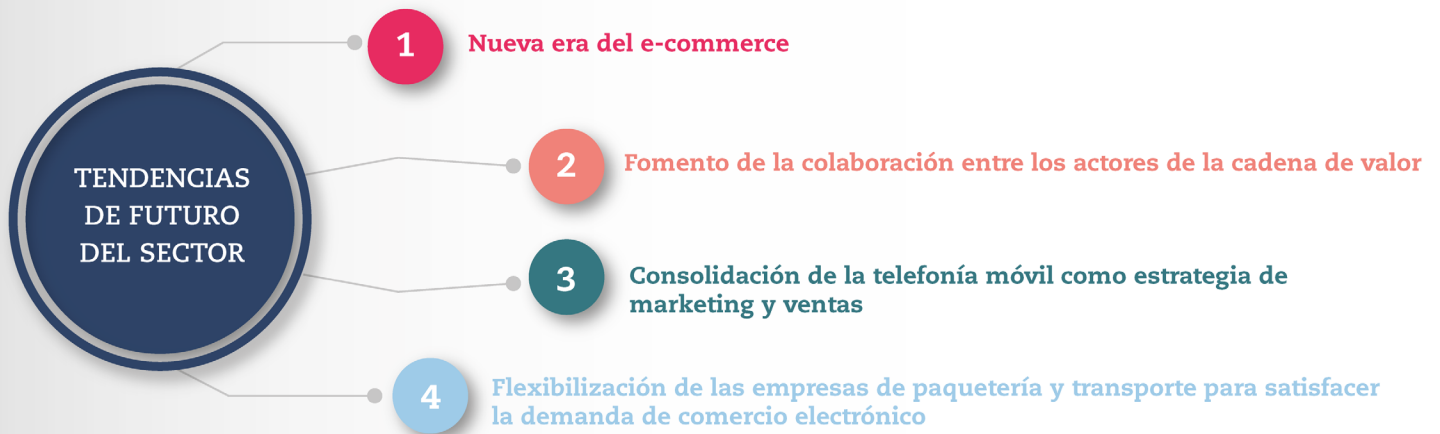 TENDENCIAS
DE FUTURO
DEL SECTOR
1
Nueva era del e-commerce
2
Fomento de la colaboración entre los actores de la cadena de valor
3
Consolidación de la telefonía móvil como estrategia de
marketing y ventas
4
Flexibilización de las empresas de paquetería y transporte para satisfacer
la demanda de comercio electrónico